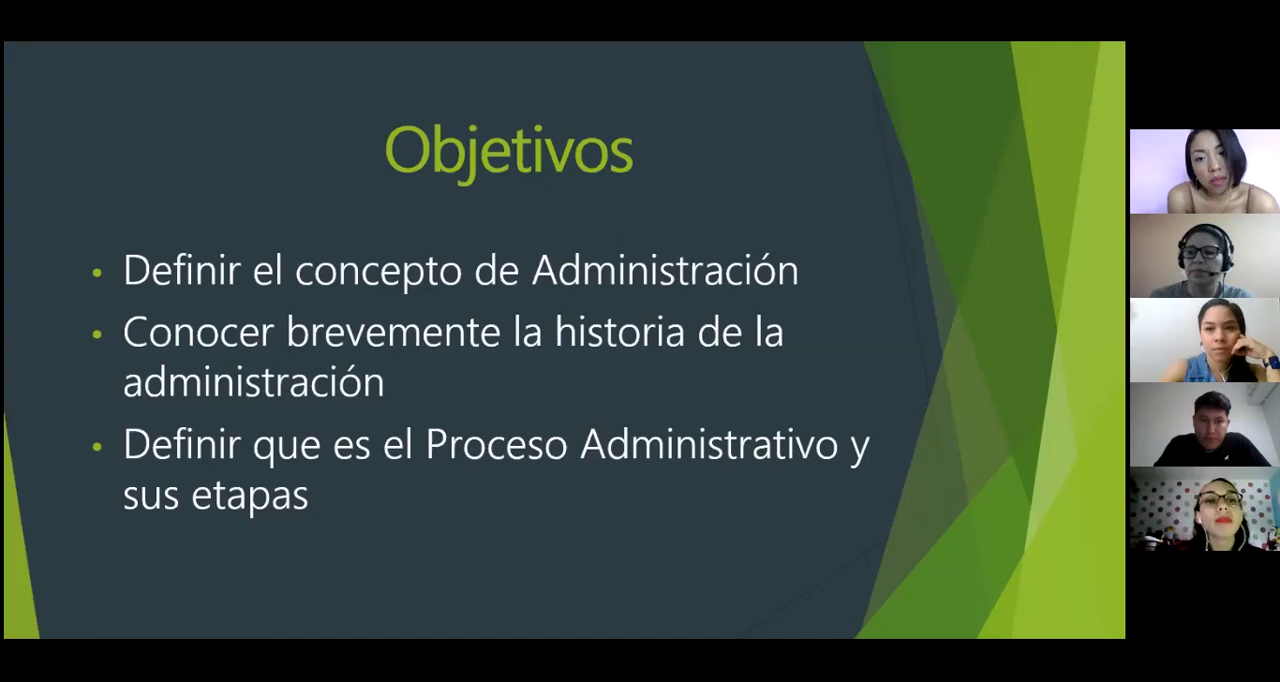 Objetivos
• Definir el concepto de Administración
• Conocer brevemente la historia de la
administración
• Definir que es el Proceso Administrativo y
sus etapas